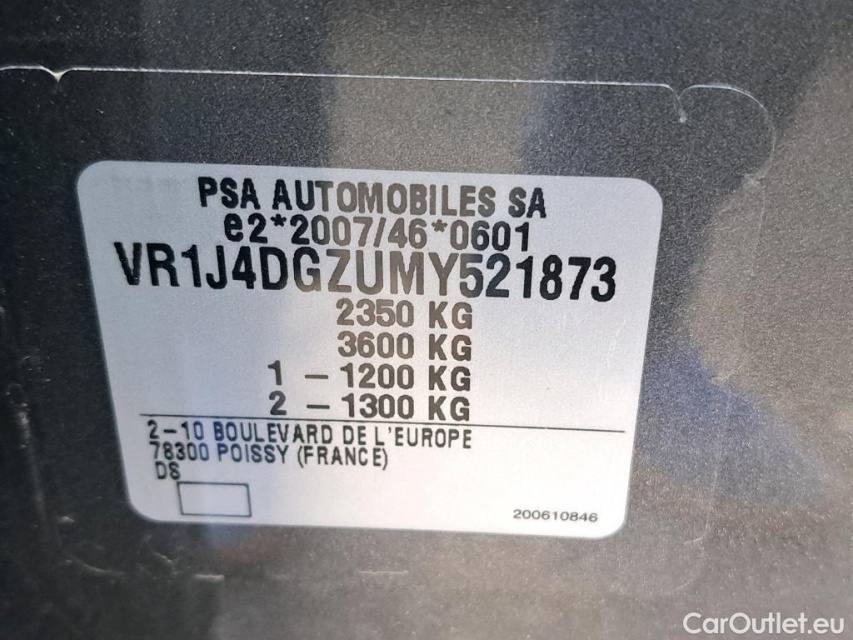 PSA AUTOMOBILES SA
e2*2007/46*0601
VR1J4DGZUMY521873
2350 KG
3600 KG
1 - 1200 KG
2 - 1300 KG
2-10 BOULEVARD DE L'EUROPE
78300 POISSY (FRANCE)
DS
200610846
CarOutlet.eu